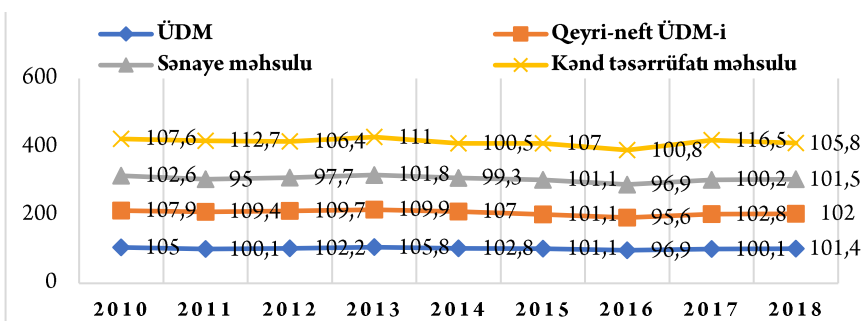 ÜDM Qeyri-neft ÜDM-i
Sənaye məhsulu Kənd təsərrüfatı məhsulu
600
400
200
0
107,6 112,7 106,4 111 100,5 107 100,8 116,5 105,8
102,6 95 97,7 101,8 99,3 101,1 96,9 100,2 101,5
107,9 109,4 109,7 109,9 107 101,1 95,6 102,8 102
105 100,1 102,2 105,8 102,8 101,1 96,9 100,1 101,4
2010 2011 2012 2013 2014 2015 2016 2017 2018